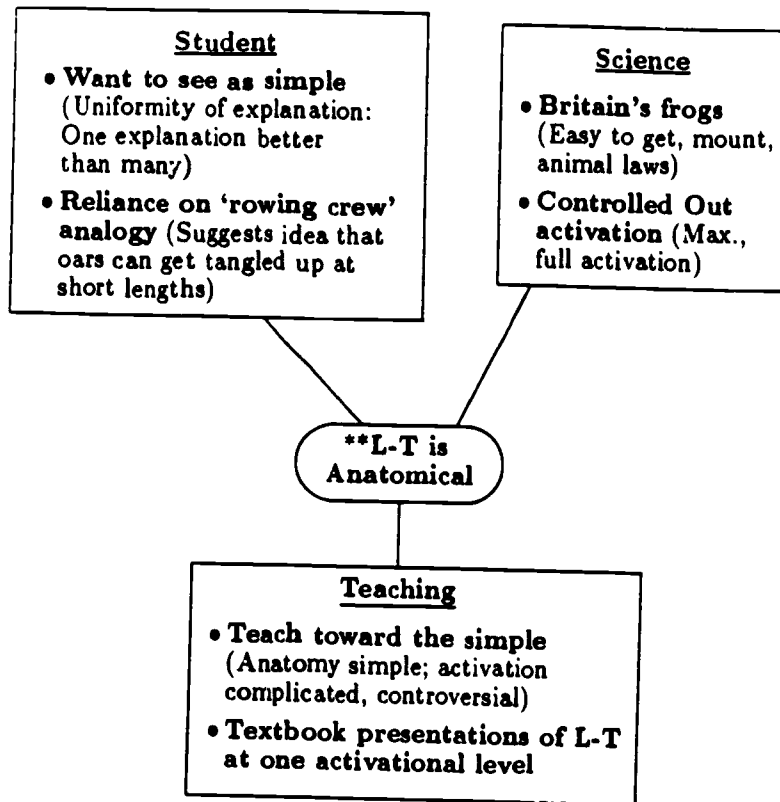 Student
• Want to see as simple
(Uniformity of explanation:
One explanation better
than many)
• Reliance on 'rowing crew'
analogy (Suggests idea that
oars can get tangled up at
short lengths)
Science
• Britain's frogs
(Easy to get, mount,
animal laws)
• Controlled Out
activation (Max.,
full activation)
**L-T is
Anatomical
Teaching
• Teach toward the simple
(Anatomy simple; activation
complicated, controversial)
• Textbook presentations of L-T
at one activational level